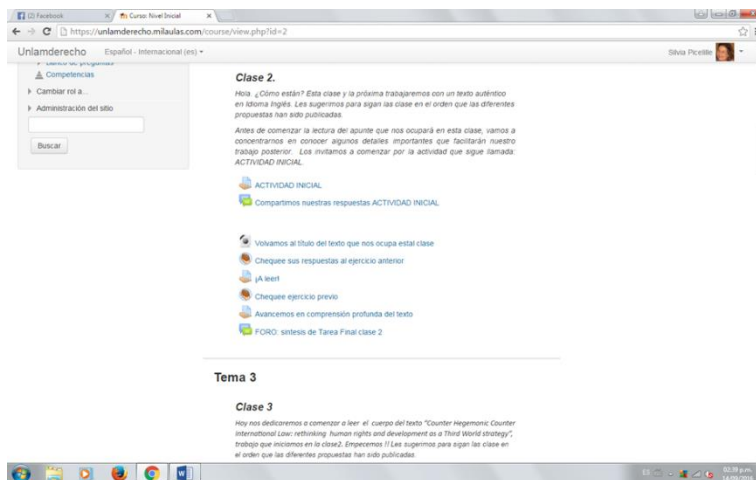 (2) Facebook
Curso: Nivel Inicial
https://unlamderecho.milaulas.com/course/view.php?id=2
Unlamderecho
Español - Internacional (es)
Silvia Picelille
Banco de preguntas
Competencias
Cambiar rol a...
Administración del sitio
Buscar
Clase 2.
Hola. ¿Cómo están? Esta clase y la próxima trabajaremos con un texto auténtico
en Idioma Inglés. Les sugerimos para sigan las clase en el orden que las diferentes
propuestas han sido publicadas.
Antes de comenzar la lectura del apunte que nos ocupará en esta clase, vamos a
concentrarnos en conocer algunos detalles importantes que facilitarán nuestro
trabajo posterior. Los invitamos a comenzar por la actividad que sigue llamada:
ACTIVIDAD INICIAL.
ACTIVIDAD INICIAL
Compartimos nuestras respuestas ACTIVIDAD INICIAL
Volvamos al título del texto que nos ocupa estal clase
Chequee sus respuestas al ejercicio anterior
¡A leer!
Chequee ejercicio previo
Avancemos en comprensión profunda del texto
FORO: sintesis de Tarea Final clase 2
Tema 3
Clase 3
Hoy nos dedicaremos a comenzar a leer el cuerpo del texto "Counter Hegemonic Counter
International Law: rethinking human rights and development as a Third World strategy",
trabajo que iniciamos en la clase2. Empecemos !! Les sugerimos para sigan las clase en
el orden que las diferentes propuestas han sido publicadas.
ES
02:39 p.m.
14/09/2016